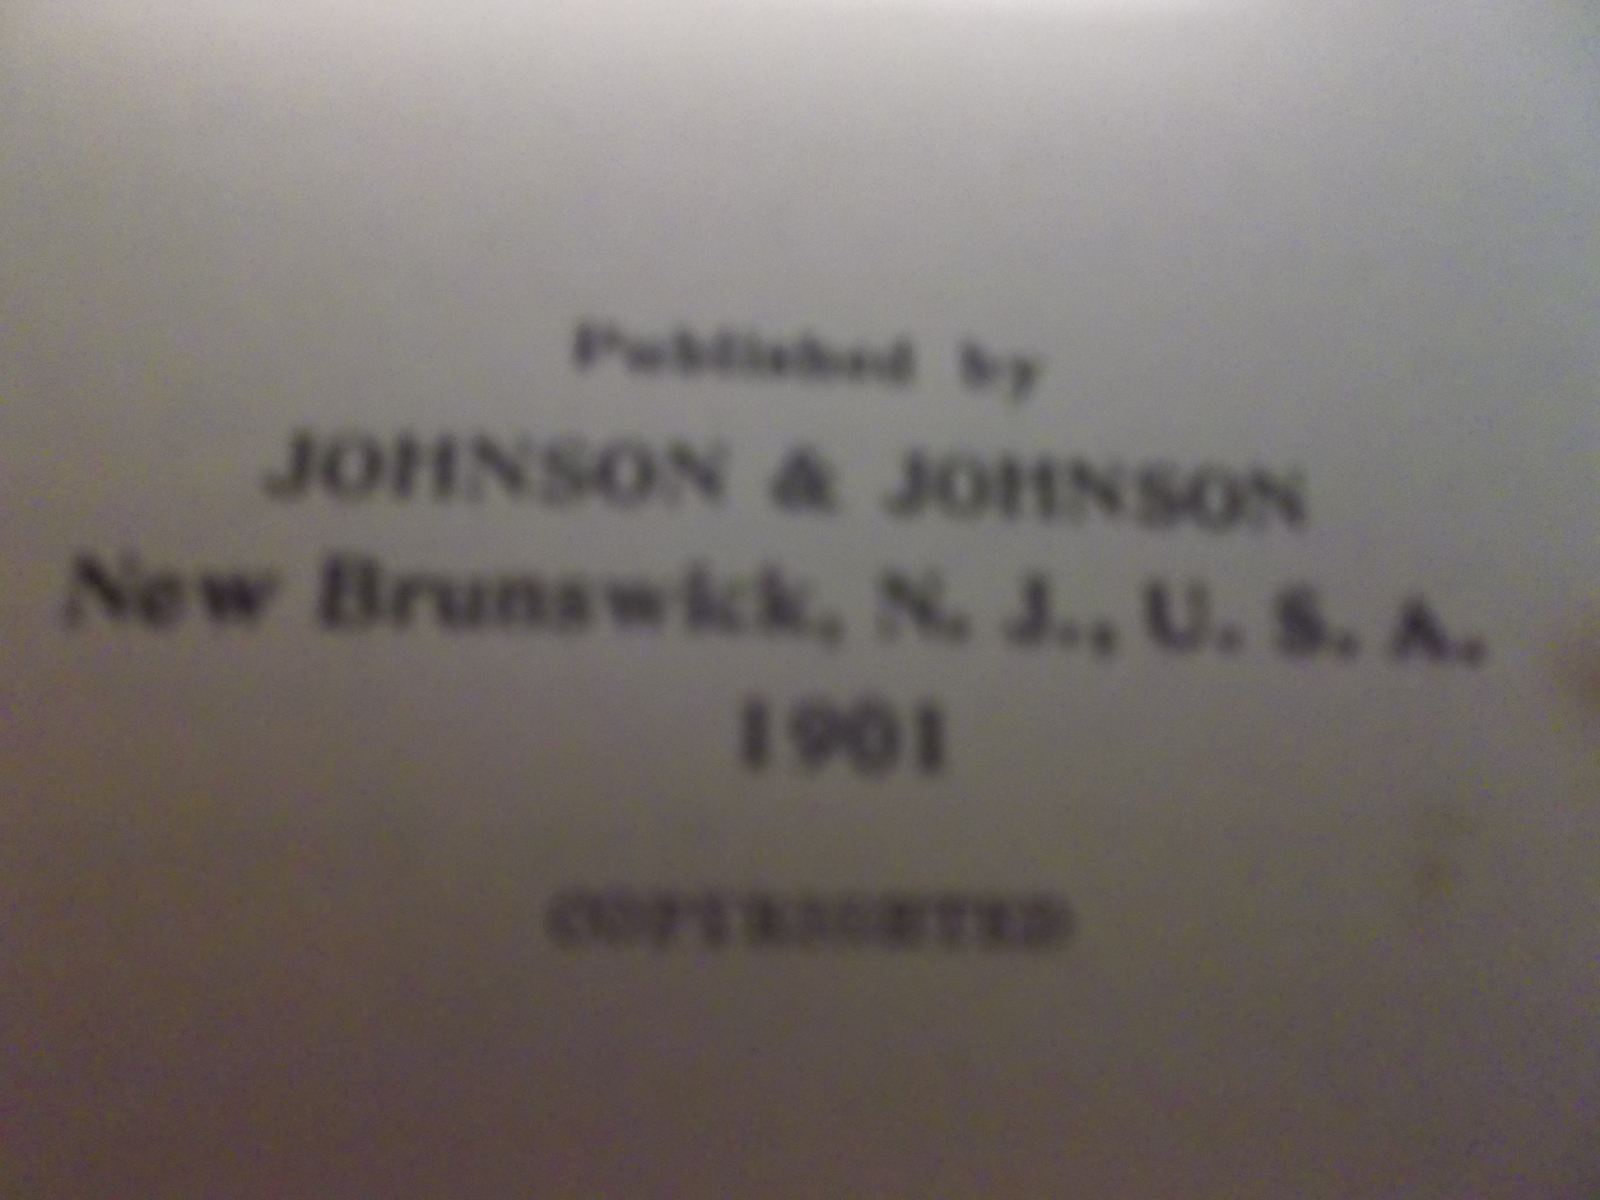 Published by
JOHNSON & JOHNSON
New Brunswick, N. J., U. S. A.
1901
COPYRIGHTED